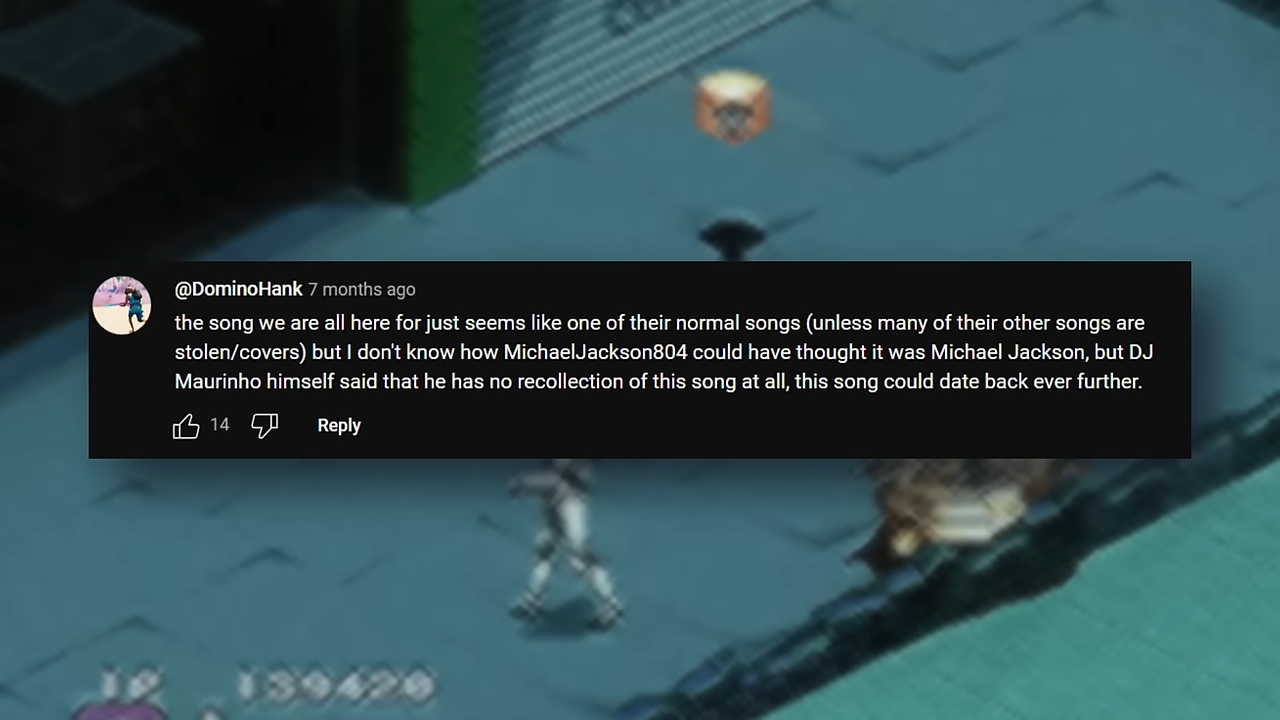 @DominoHank 7 months ago
the song we are all here for just seems like one of their normal songs (unless many of their other songs are
stolen/covers) but I don't know how MichaelJackson804 could have thought it was Michael Jackson, but DJ
Maurinho himself said that he has no recollection of this song at all, this song could date back ever further.
14 Reply
1P 139420